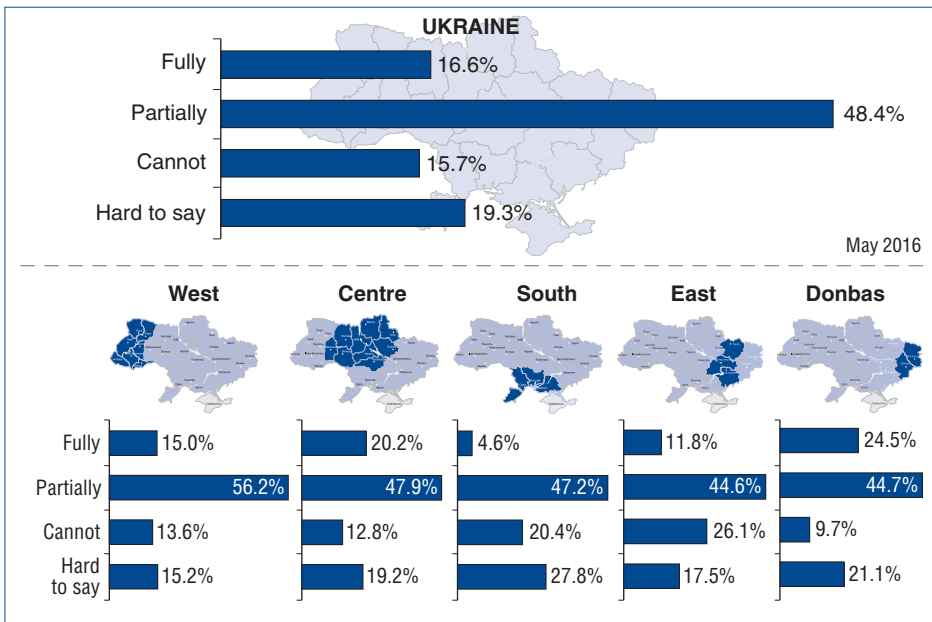 UKRAINE
Fully 16.6%
Partially 48.4%
Cannot 15.7%
Hard to say 19.3%
May 2016
West Centre South East Donbas
Fully 15.0% 20.2% 4.6% 11.8% 24.5%
Partially 56.2% 47.9% 47.2% 44.6% 44.7%
Cannot 13.6% 12.8% 20.4% 26.1% 9.7%
Hard
to say 15.2% 19.2% 27.8% 17.5% 21.1%